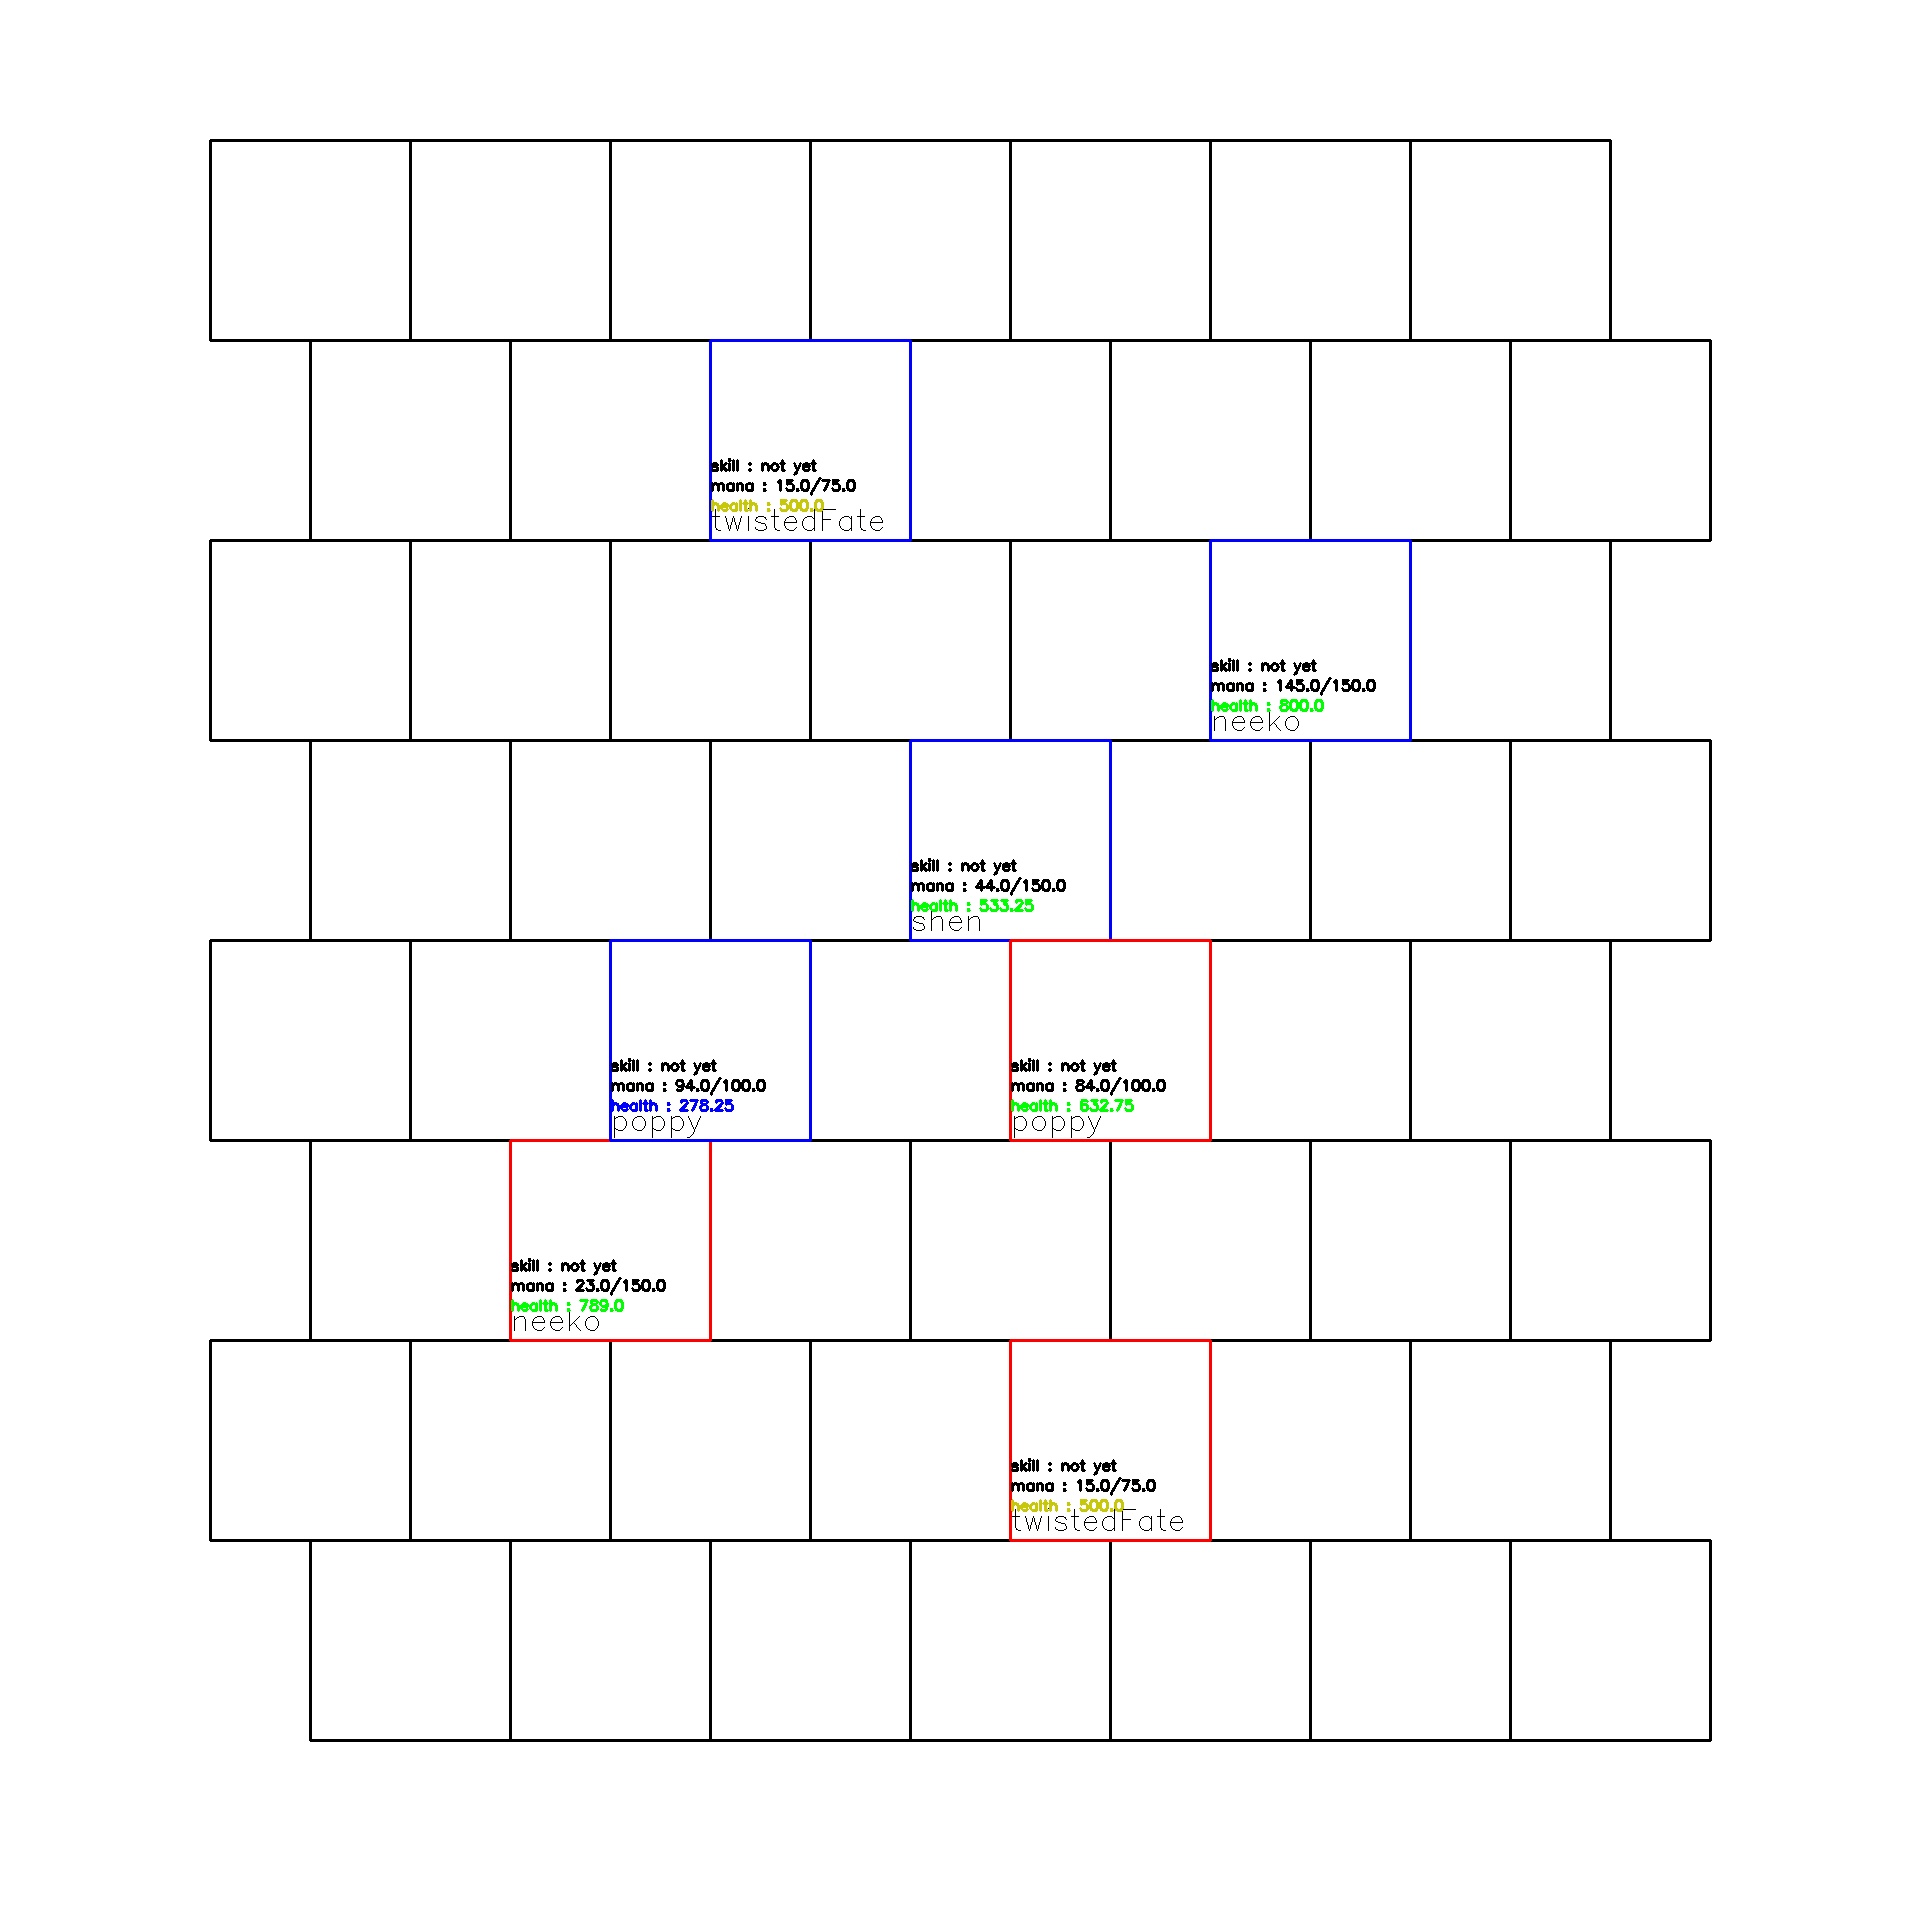 skill : not yet
mana : 15.0/75.0
health : 500.0
twistedFate
skill : not yet
mana : 145.0/150.0
health : 800.0
neeko
skill : not yet
mana : 44.0/150.0
health : 533.25
shen
skill : not yet
mana : 94.0/100.0
health : 278.25
poppy
skill : not yet
mana : 84.0/100.0
health : 632.75
poppy
skill : not yet
mana : 23.0/150.0
health : 789.0
neeko
skill : not yet
mana : 15.0/75.0
health : 500.0
twistedFate